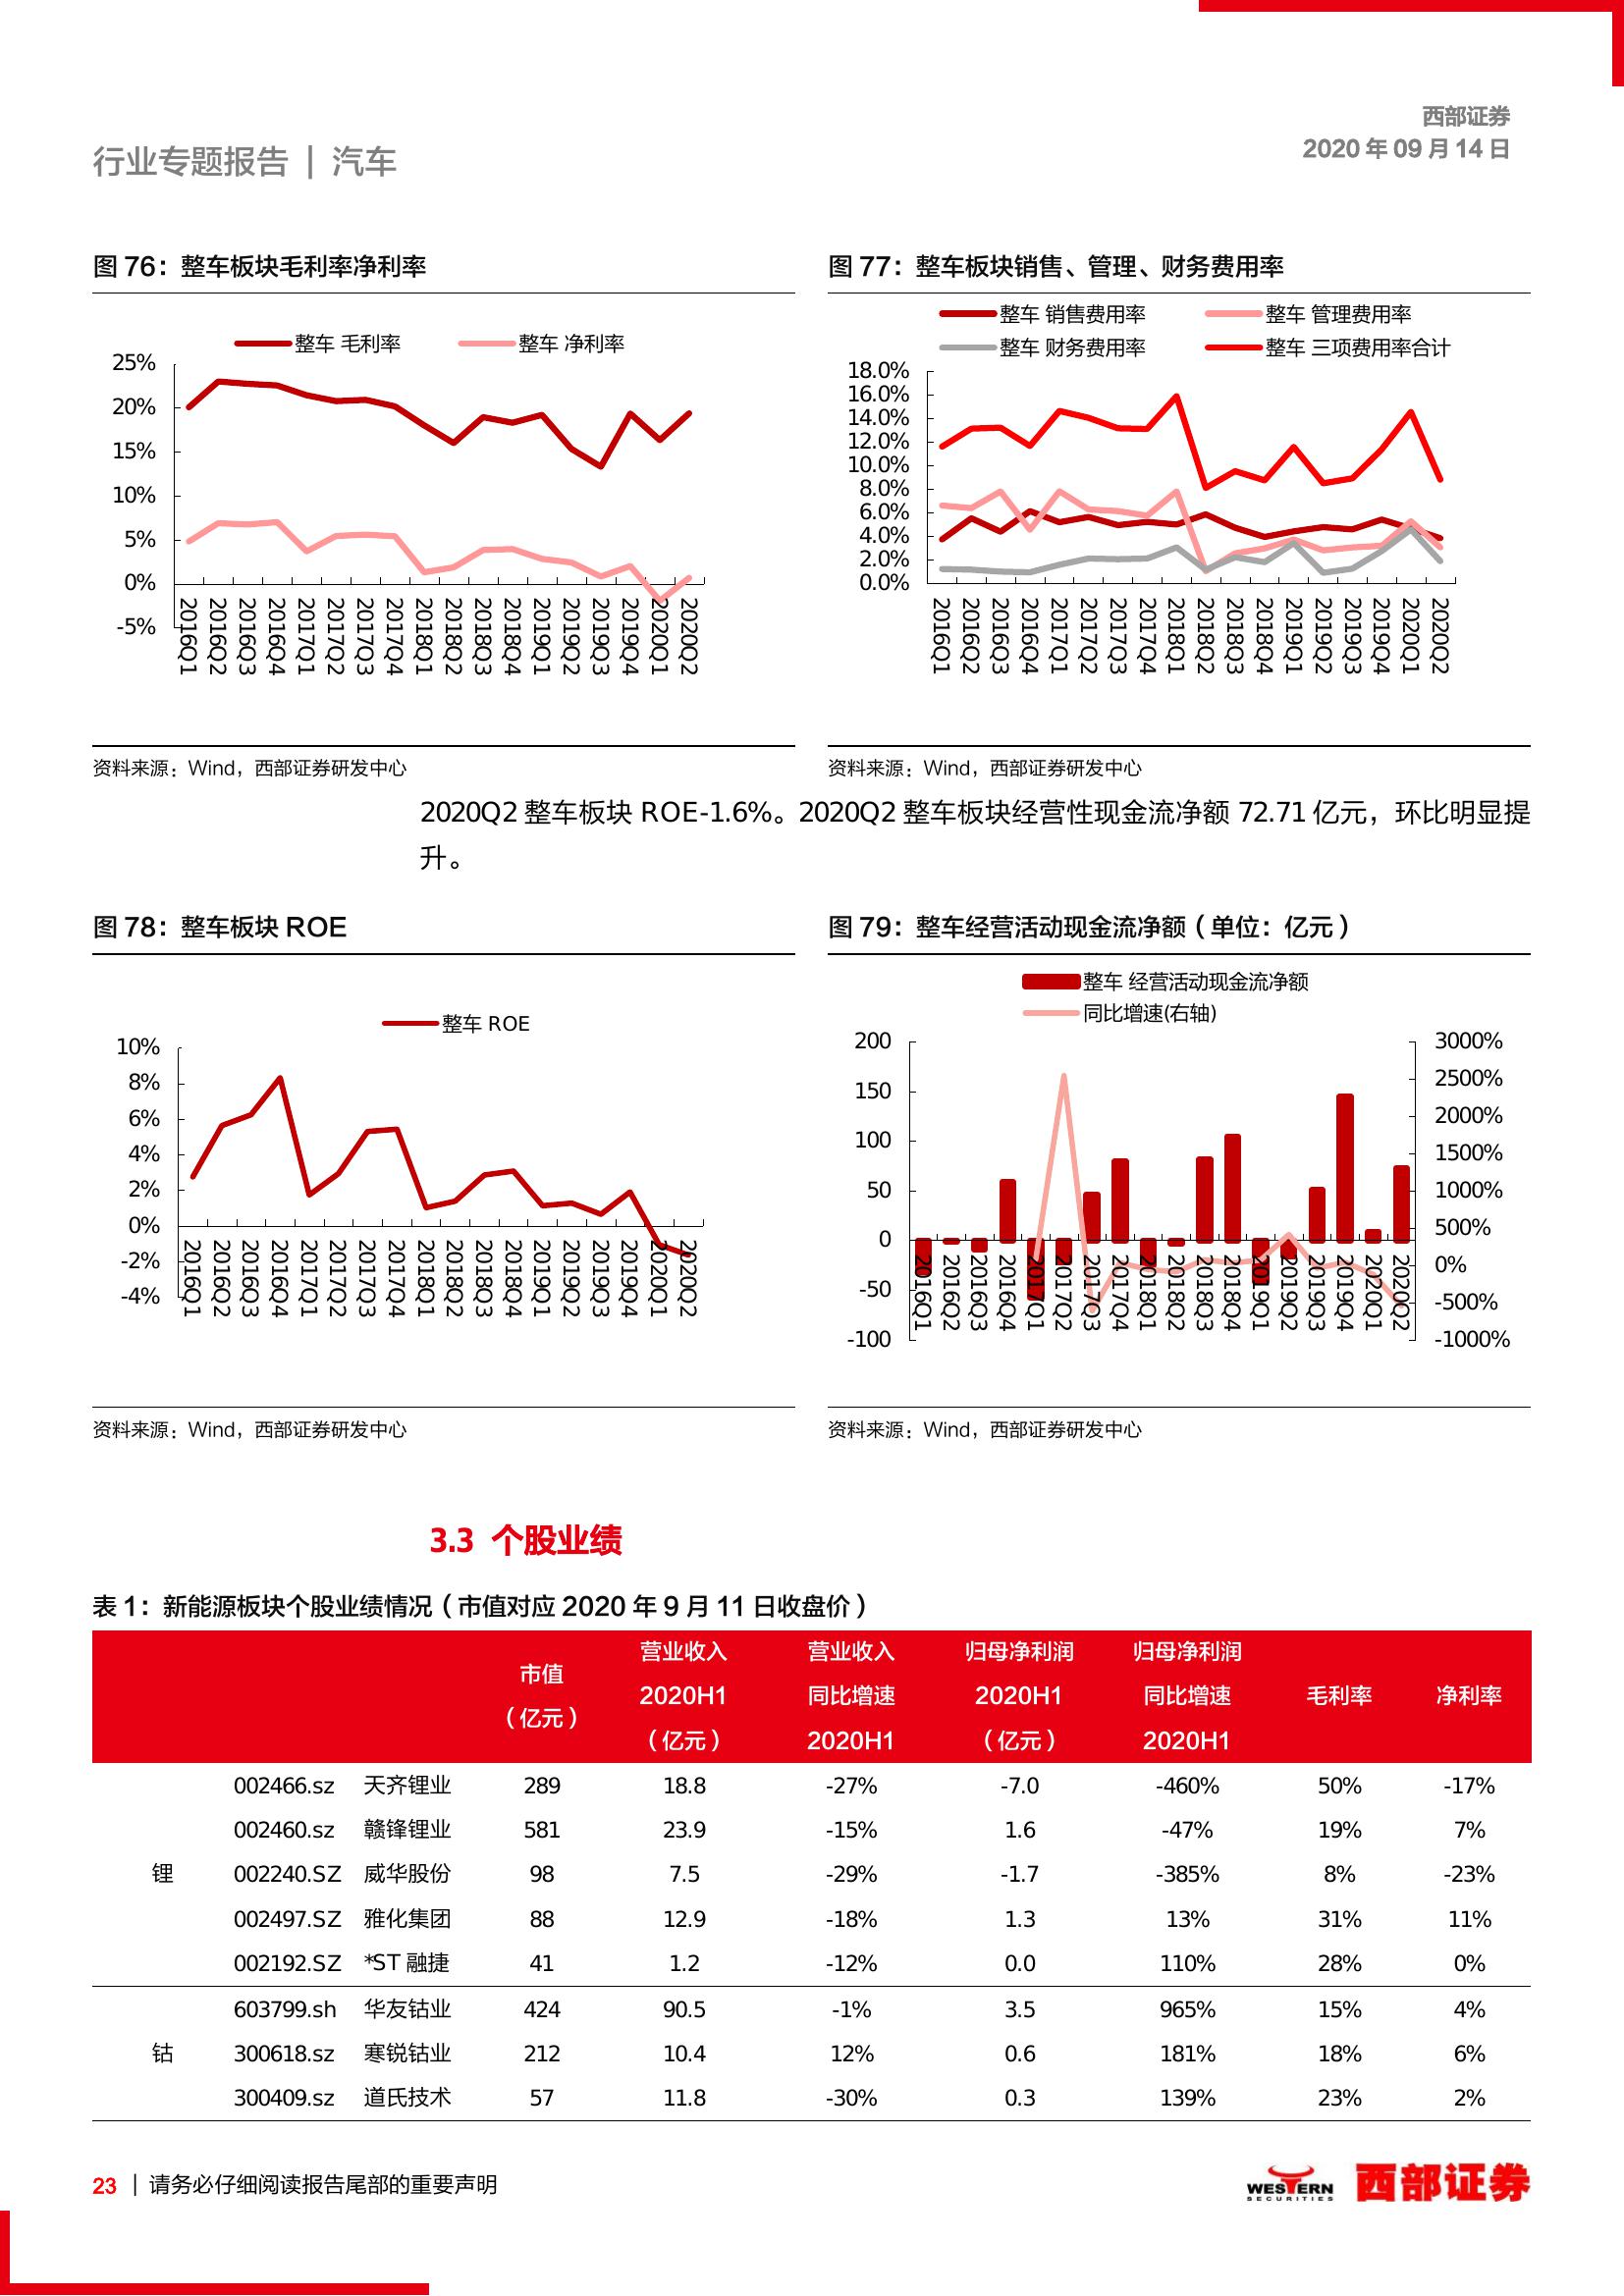 西部证券
2020 年 09 月 14 日
行业专题报告 | 汽车
图 76：整车板块毛利率净利率
整车 毛利率 整车 净利率
25%
20%
15%
10%
5%
0%
-5%
2016Q1 2016Q2 2016Q3 2016Q4 2017Q1 2017Q2 2017Q3 2017Q4 2018Q1 2018Q2 2018Q3 2018Q4 2019Q1 2019Q2 2019Q3 2019Q4 2020Q1 2020Q2
资料来源：Wind，西部证券研发中心
图 77：整车板块销售、管理、财务费用率
整车 销售费用率 整车 管理费用率
整车 财务费用率 整车 三项费用率合计
18.0%
16.0%
14.0%
12.0%
10.0%
8.0%
6.0%
4.0%
2.0%
0.0%
2016Q1 2016Q2 2016Q3 2016Q4 2017Q1 2017Q2 2017Q3 2017Q4 2018Q1 2018Q2 2018Q3 2018Q4 2019Q1 2019Q2 2019Q3 2019Q4 2020Q1 2020Q2
资料来源：Wind，西部证券研发中心
2020Q2 整车板块 ROE-1.6%。2020Q2 整车板块经营性现金流净额 72.71 亿元，环比明显提
升。
图 78：整车板块 ROE
整车 ROE
10%
8%
6%
4%
2%
0%
-2%
-4%
2016Q1 2016Q2 2016Q3 2016Q4 2017Q1 2017Q2 2017Q3 2017Q4 2018Q1 2018Q2 2018Q3 2018Q4 2019Q1 2019Q2 2019Q3 2019Q4 2020Q1 2020Q2
资料来源：Wind，西部证券研发中心
图 79：整车经营活动现金流净额（单位：亿元）
整车 经营活动现金流净额
同比增速(右轴)
200 3000%
150 2500%
100 2000%
50 1500%
0 1000%
-50 500%
-100 0%
-500%
-1000%
2016Q1 2016Q2 2016Q3 2016Q4 2017Q1 2017Q2 2017Q3 2017Q4 2018Q1 2018Q2 2018Q3 2018Q4 2019Q1 2019Q2 2019Q3 2019Q4 2020Q1 2020Q2
资料来源：Wind，西部证券研发中心
3.3 个股业绩
表 1：新能源板块个股业绩情况（市值对应 2020 年 9 月 11 日收盘价）
市值（亿元） 营业收入 2020H1（亿元） 营业收入同比增速 2020H1 归母净利润 2020H1（亿元） 归母净利润同比增速 2020H1 毛利率 净利率
002466.sz 天齐锂业 289 18.8 -27% -7.0 -460% 50% -17%
002460.sz 赣锋锂业 581 23.9 -15% 1.6 -47% 19% 7%
锂 002240.SZ 威华股份 98 7.5 -29% -1.7 -385% 8% -23%
002497.SZ 雅化集团 88 12.9 -18% 1.3 13% 31% 11%
002192.SZ *ST 融捷 41 1.2 -12% 0.0 110% 28% 0%
603799.sh 华友钴业 424 90.5 -1% 3.5 965% 15% 4%
钴 300618.sz 寒锐钴业 212 10.4 12% 0.6 181% 18% 6%
300409.sz 道氏技术 57 11.8 -30% 0.3 139% 23% 2%
23 | 请务必仔细阅读报告尾部的重要声明
WESTERN
SECURITIES
西部证券